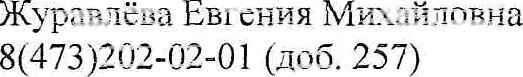 Журавлёва Евгения Михайловна
8(473)202-02-01 (доб. 257)